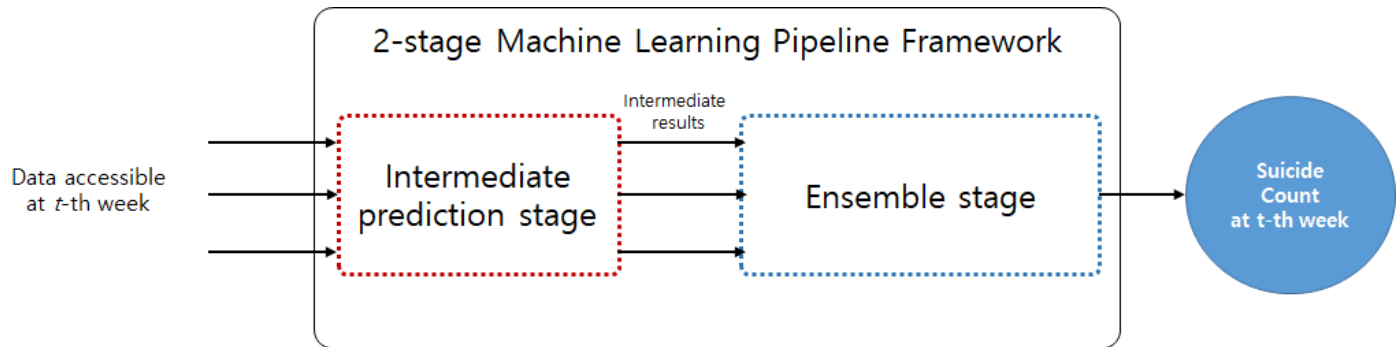 2-stage Machine Learning Pipeline Framework
Data accessible
at t-th week
Intermediate
prediction stage
Intermediate
results
Ensemble stage
Suicide
Count
at t-th week